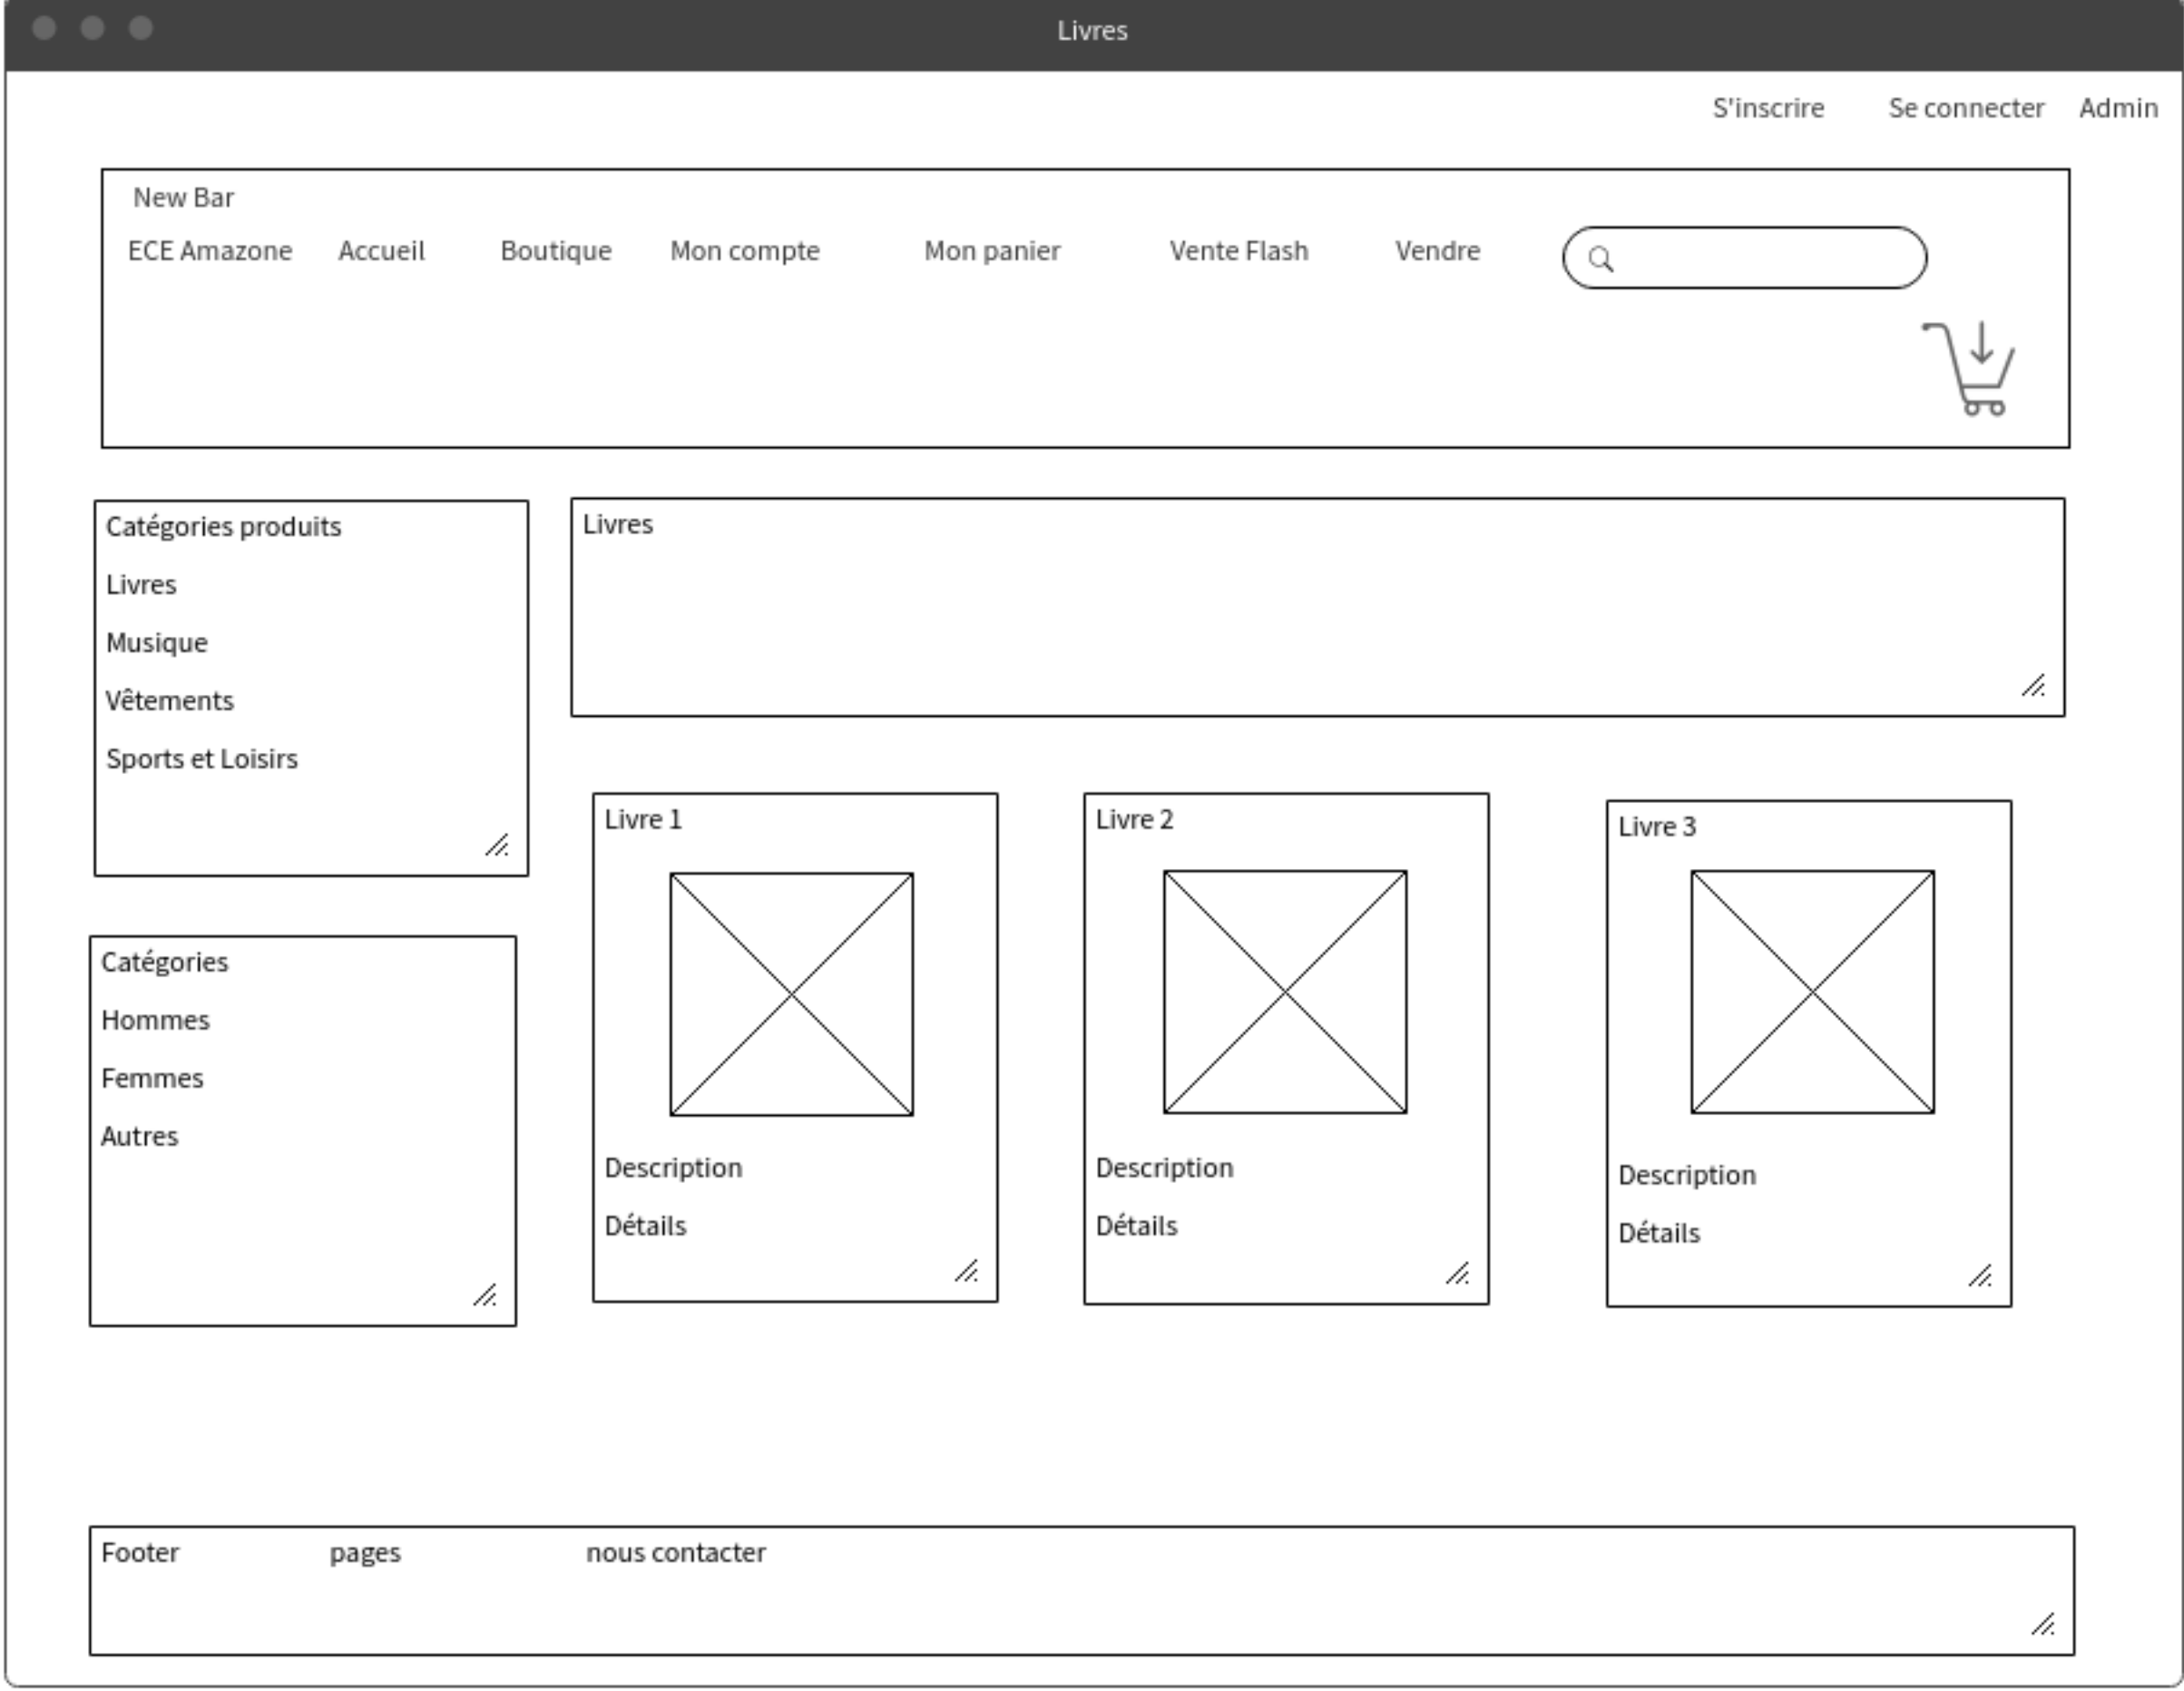 Livres
S'inscrire Se connecter Admin
New Bar
ECE Amazone Accueil Boutique Mon compte Mon panier Vente Flash Vendre
Catégories produits
Livres
Musique
Vêtements
Sports et Loisirs
Livres
Catégories
Hommes
Femmes
Autres
Livre 1
Description
Détails
Livre 2
Description
Détails
Livre 3
Description
Détails
Footer pages nous contacter